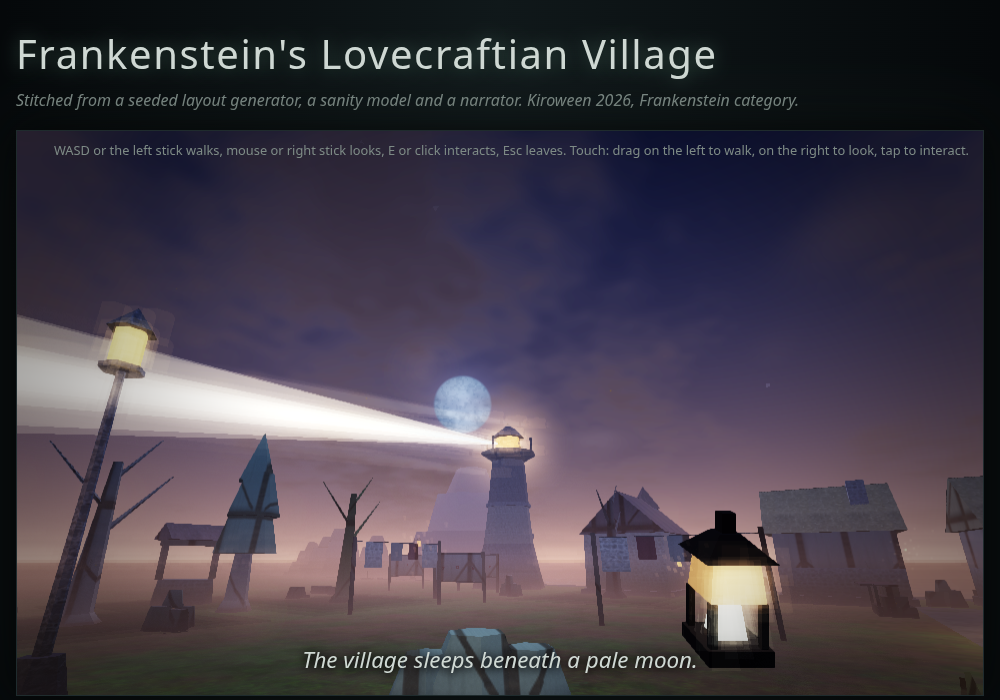 Frankenstein's Lovecraftian Village
Stitched from a seeded layout generator, a sanity model and a narrator. Kiroween 2026, Frankenstein category.
WASD or the left stick walks, mouse or right stick looks, E or click interacts, Esc leaves. Touch: drag on the left to walk, on the right to look, tap to interact.
The village sleeps beneath a pale moon.